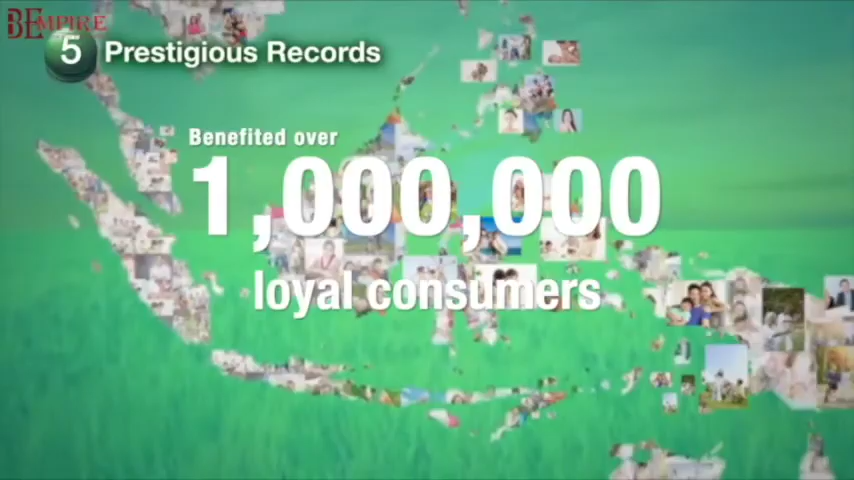 BEmpire
5 Prestigious Records
Benefited over
1,000,000
loyal consumers